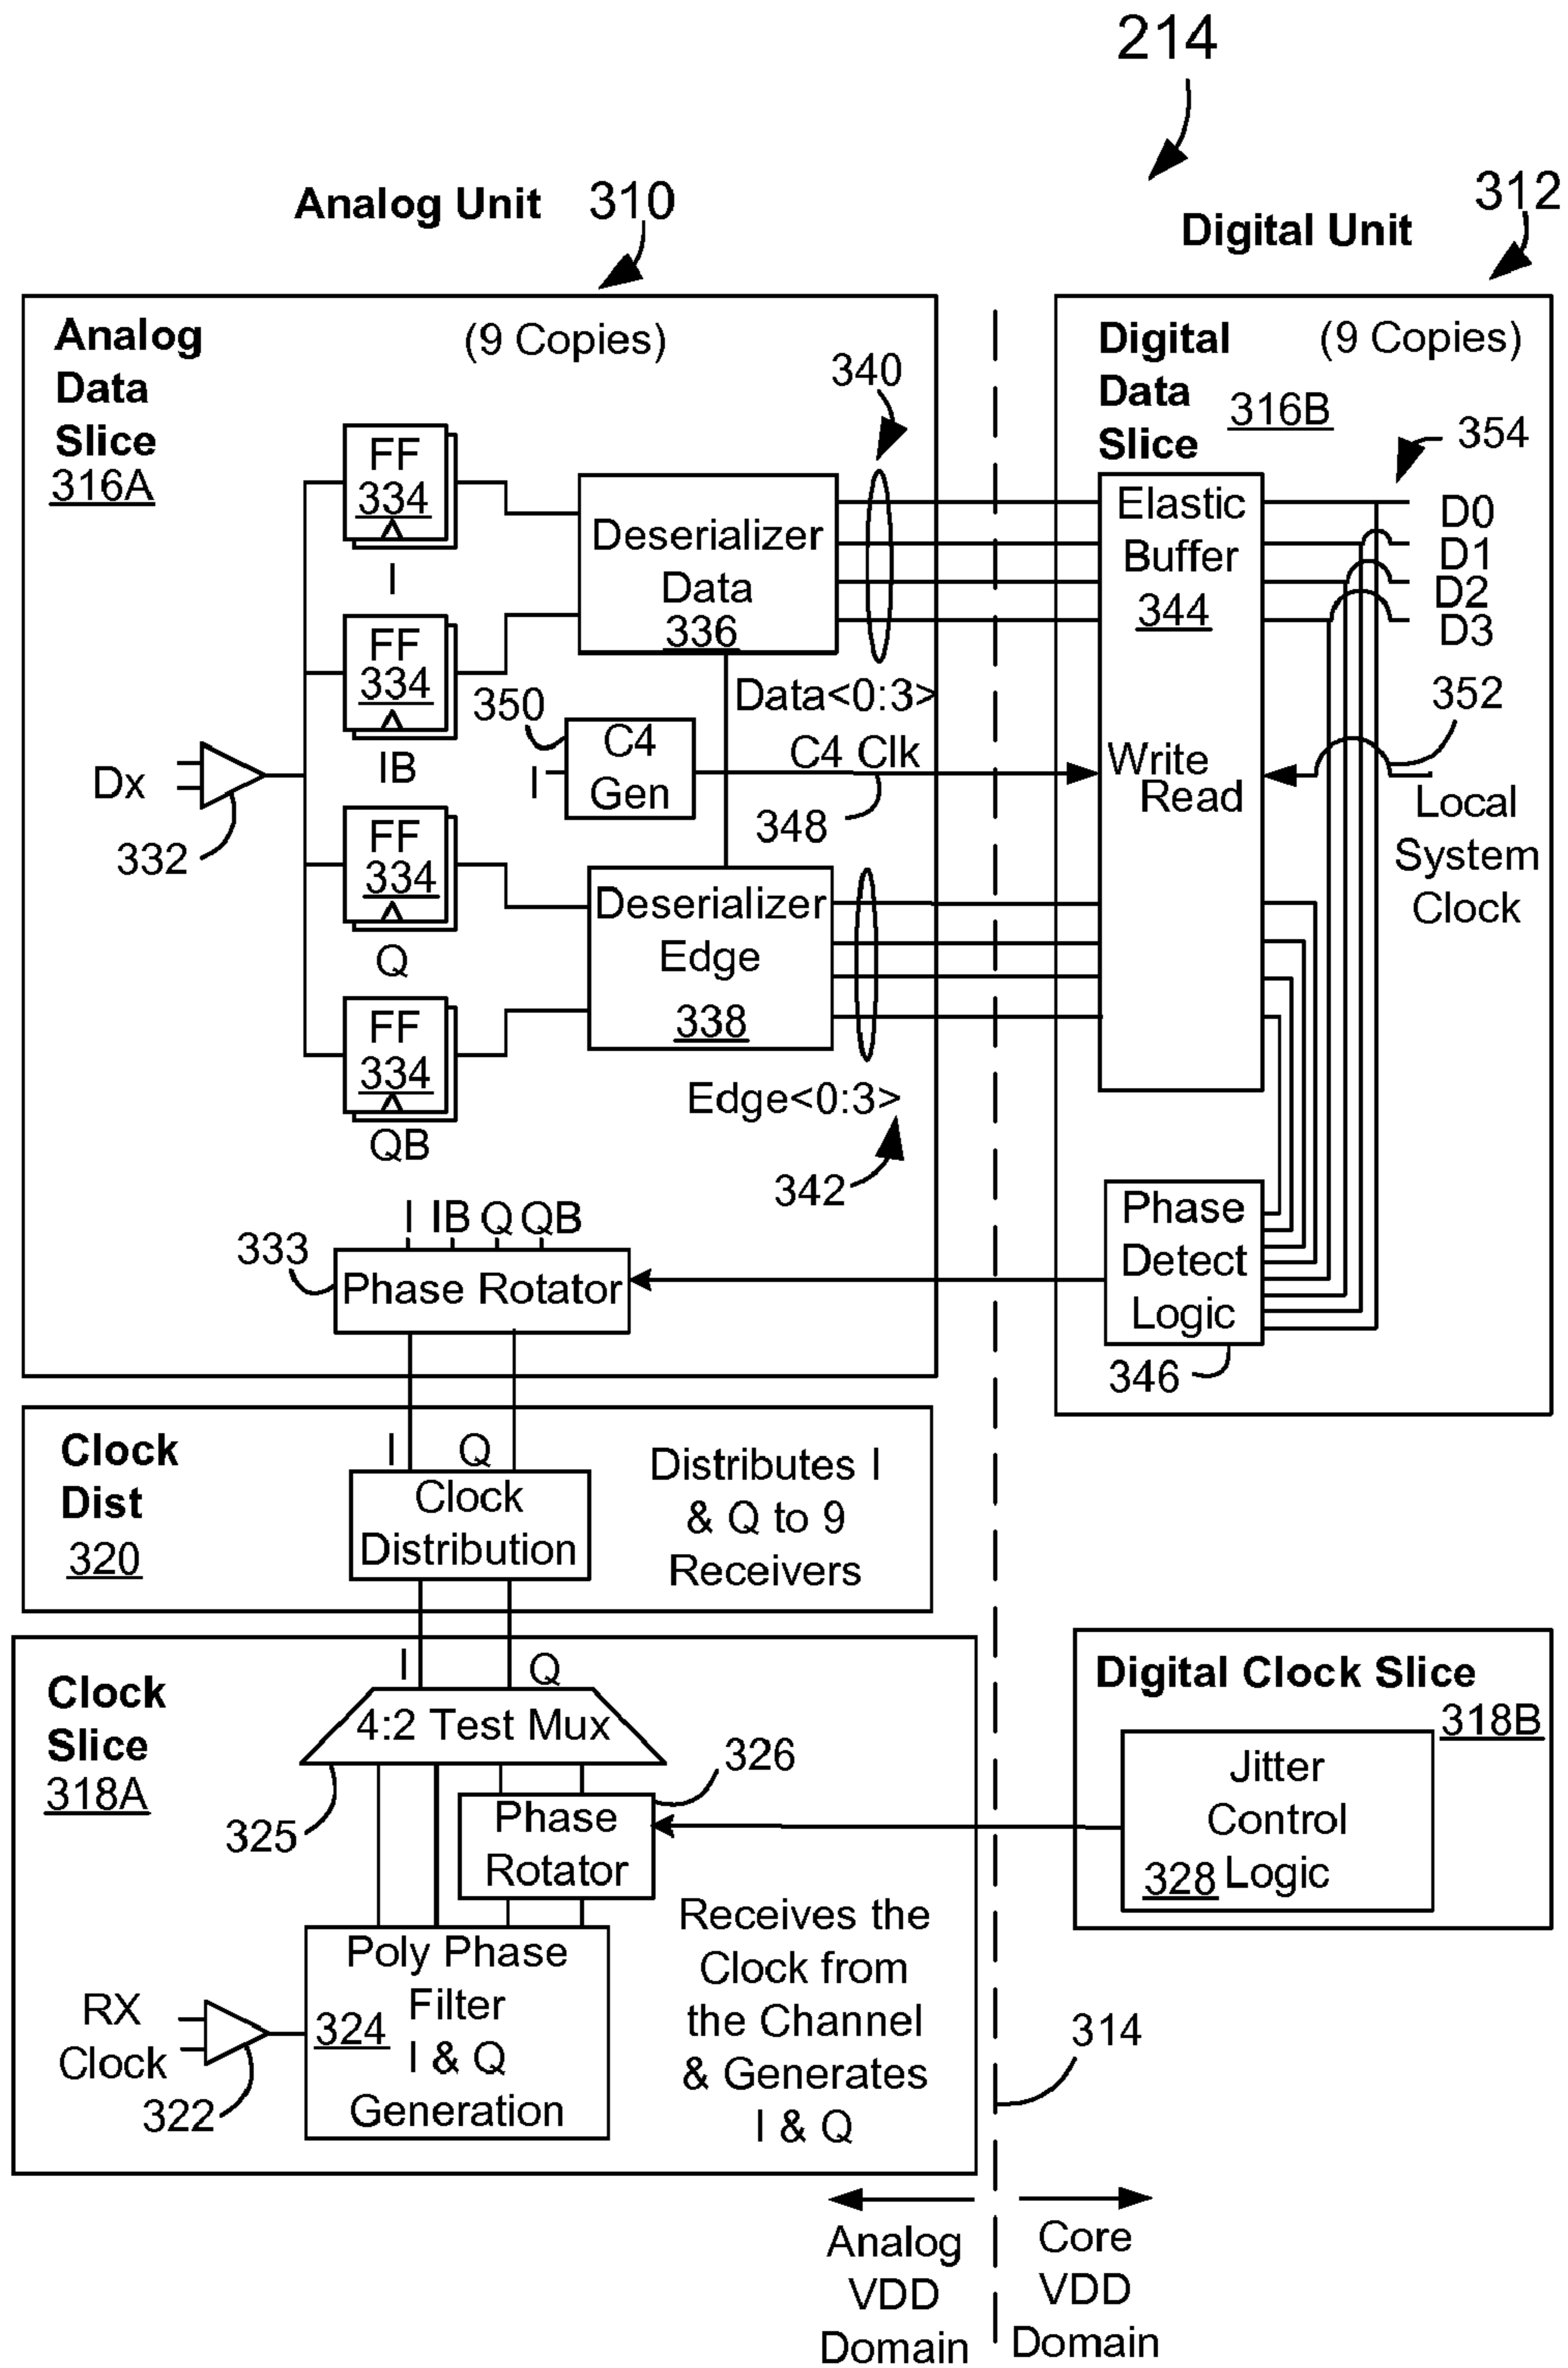 214
Analog Unit 310
Digital Unit
312
Analog
Data
Slice
316A
(9 Copies)
FF
334
I
FF
334
IB
FF
334
Q
FF
334
QB
Dx
332
Deserializer
Data
336
340
Data<0:3>
350
I
C4
Gen
C4 Clk
348
Deserializer
Edge
338
Edge<0:3>
342
I IB Q QB
333
Phase Rotator
Digital
Data
Slice
(9 Copies)
316B
354
Elastic
Buffer
344
D0
D1
D2
D3
352
Write
Read
Local
System
Clock
Phase
Detect
Logic
346
Clock
Dist
320
I Q
Clock
Distribution
Distributes I
& Q to 9
Receivers
Clock
Slice
318A
I Q
4:2 Test Mux
325
326
Phase
Rotator
Poly Phase
Filter
324
I & Q
Generation
RX
Clock
322
Receives the
Clock from
the Channel
& Generates
I & Q
Digital Clock Slice
318B
Jitter
Control
328 Logic
314
Analog
VDD
Domain
Core
VDD
Domain